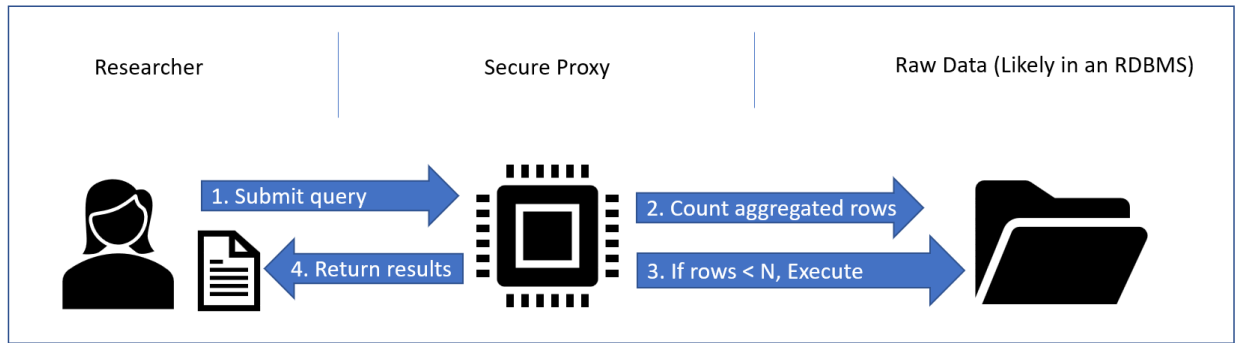 Researcher
Secure Proxy
Raw Data (Likely in an RDBMS)
1. Submit query
2. Count aggregated rows
4. Return results
3. If rows < N, Execute